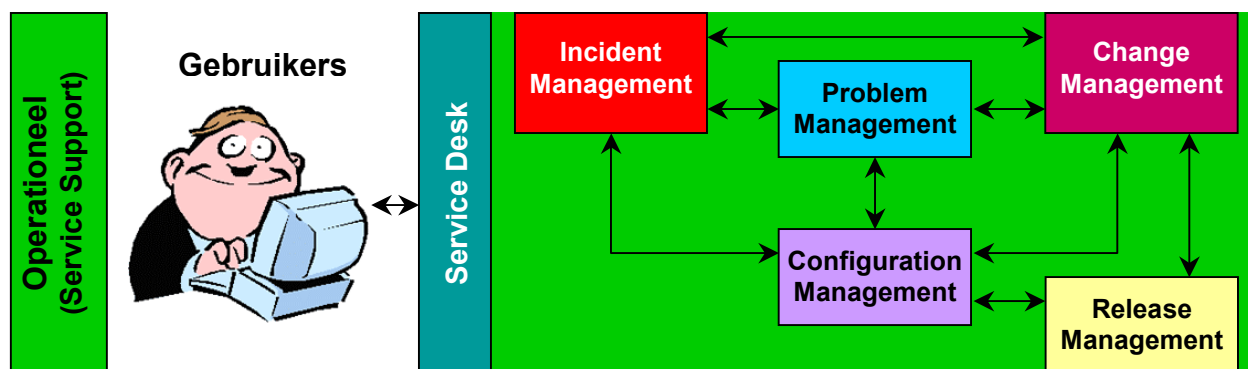 Operationeel
(Service Support)
Gebruikers
Service Desk
Incident
Management
Problem
Management
Change
Management
Configuration
Management
Release
Management